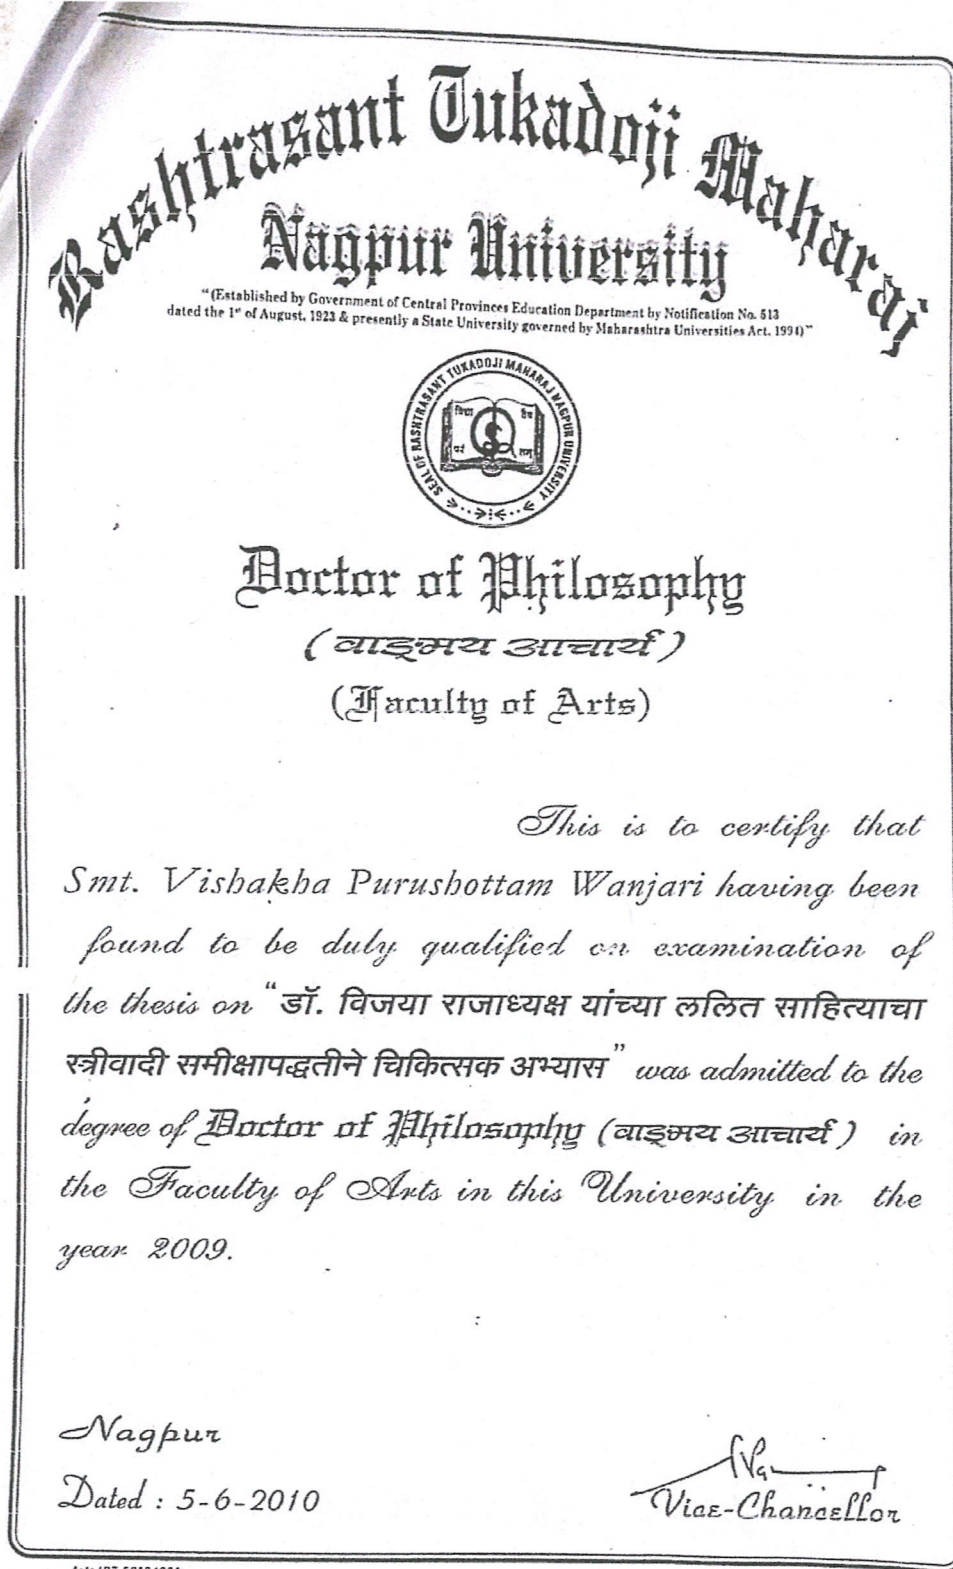 Rashtrasant Tukadoji Maharaj
Nagpur University
"(Established by Government of Central Provinces Education Department by Notification No. 513
dated the 1st of August, 1923 & presently a State University governed by Maharashtra Universities Act. 1994)"
SEAL OF RASHTRASANT TUKADOJI MAHARAJ NAGPUR UNIVERSITY
Doctor of Philosophy
(वाङ्मय आचार्य)
(Faculty of Arts)
This is to certify that
Smt. Vishakha Purushottam Wanjari having been
found to be duly qualified on examination of
the thesis on "डॉ. विजया राजाध्यक्ष यांच्या ललित साहित्याचा
स्त्रीवादी समीक्षापद्धतीने चिकित्सक अभ्यास" was admitted to the
degree of Doctor of Philosophy (वाङ्मय आचार्य) in
the Faculty of Arts in this University in the
year 2009.
Nagpur
Dated : 5-6-2010
Vice-Chancellor